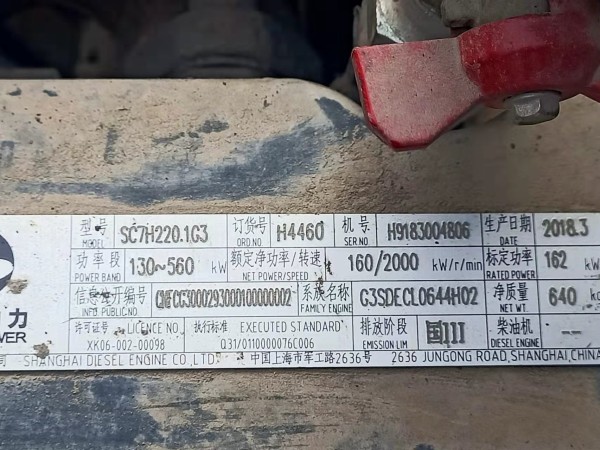 型号 MODEL SC7H220.1G3 订货号 ORD.NO H4460 机号 SER NO H9183004806 生产日期 DATE 2018.3
功率段 POWER BAND 130~560 kW 额定净功率/转速 NET POWER/SPEED 160/2000 kW/r/min 标定功率 RATED POWER 162 kW
信息公开编号 INFO PUBLIC.NO CNFCG3000293000100000002 系族名称 FAMILY ENGINE G3SDECL0644H02 净质量 NET WT. 640 kg
力 许可证号 LICENCE NO 执行标准 EXECUTED STANDARD 排放阶段 EMISSION LIM 国III 柴油机 DIESEL ENGINE --
XK06-002-00098 Q31/0110000076C006
司 SHANGHAI DIESEL ENGINE CO.,LTD. 中国上海市军工路2636号 2636 JUNGONG ROAD,SHANGHAI,CHINA